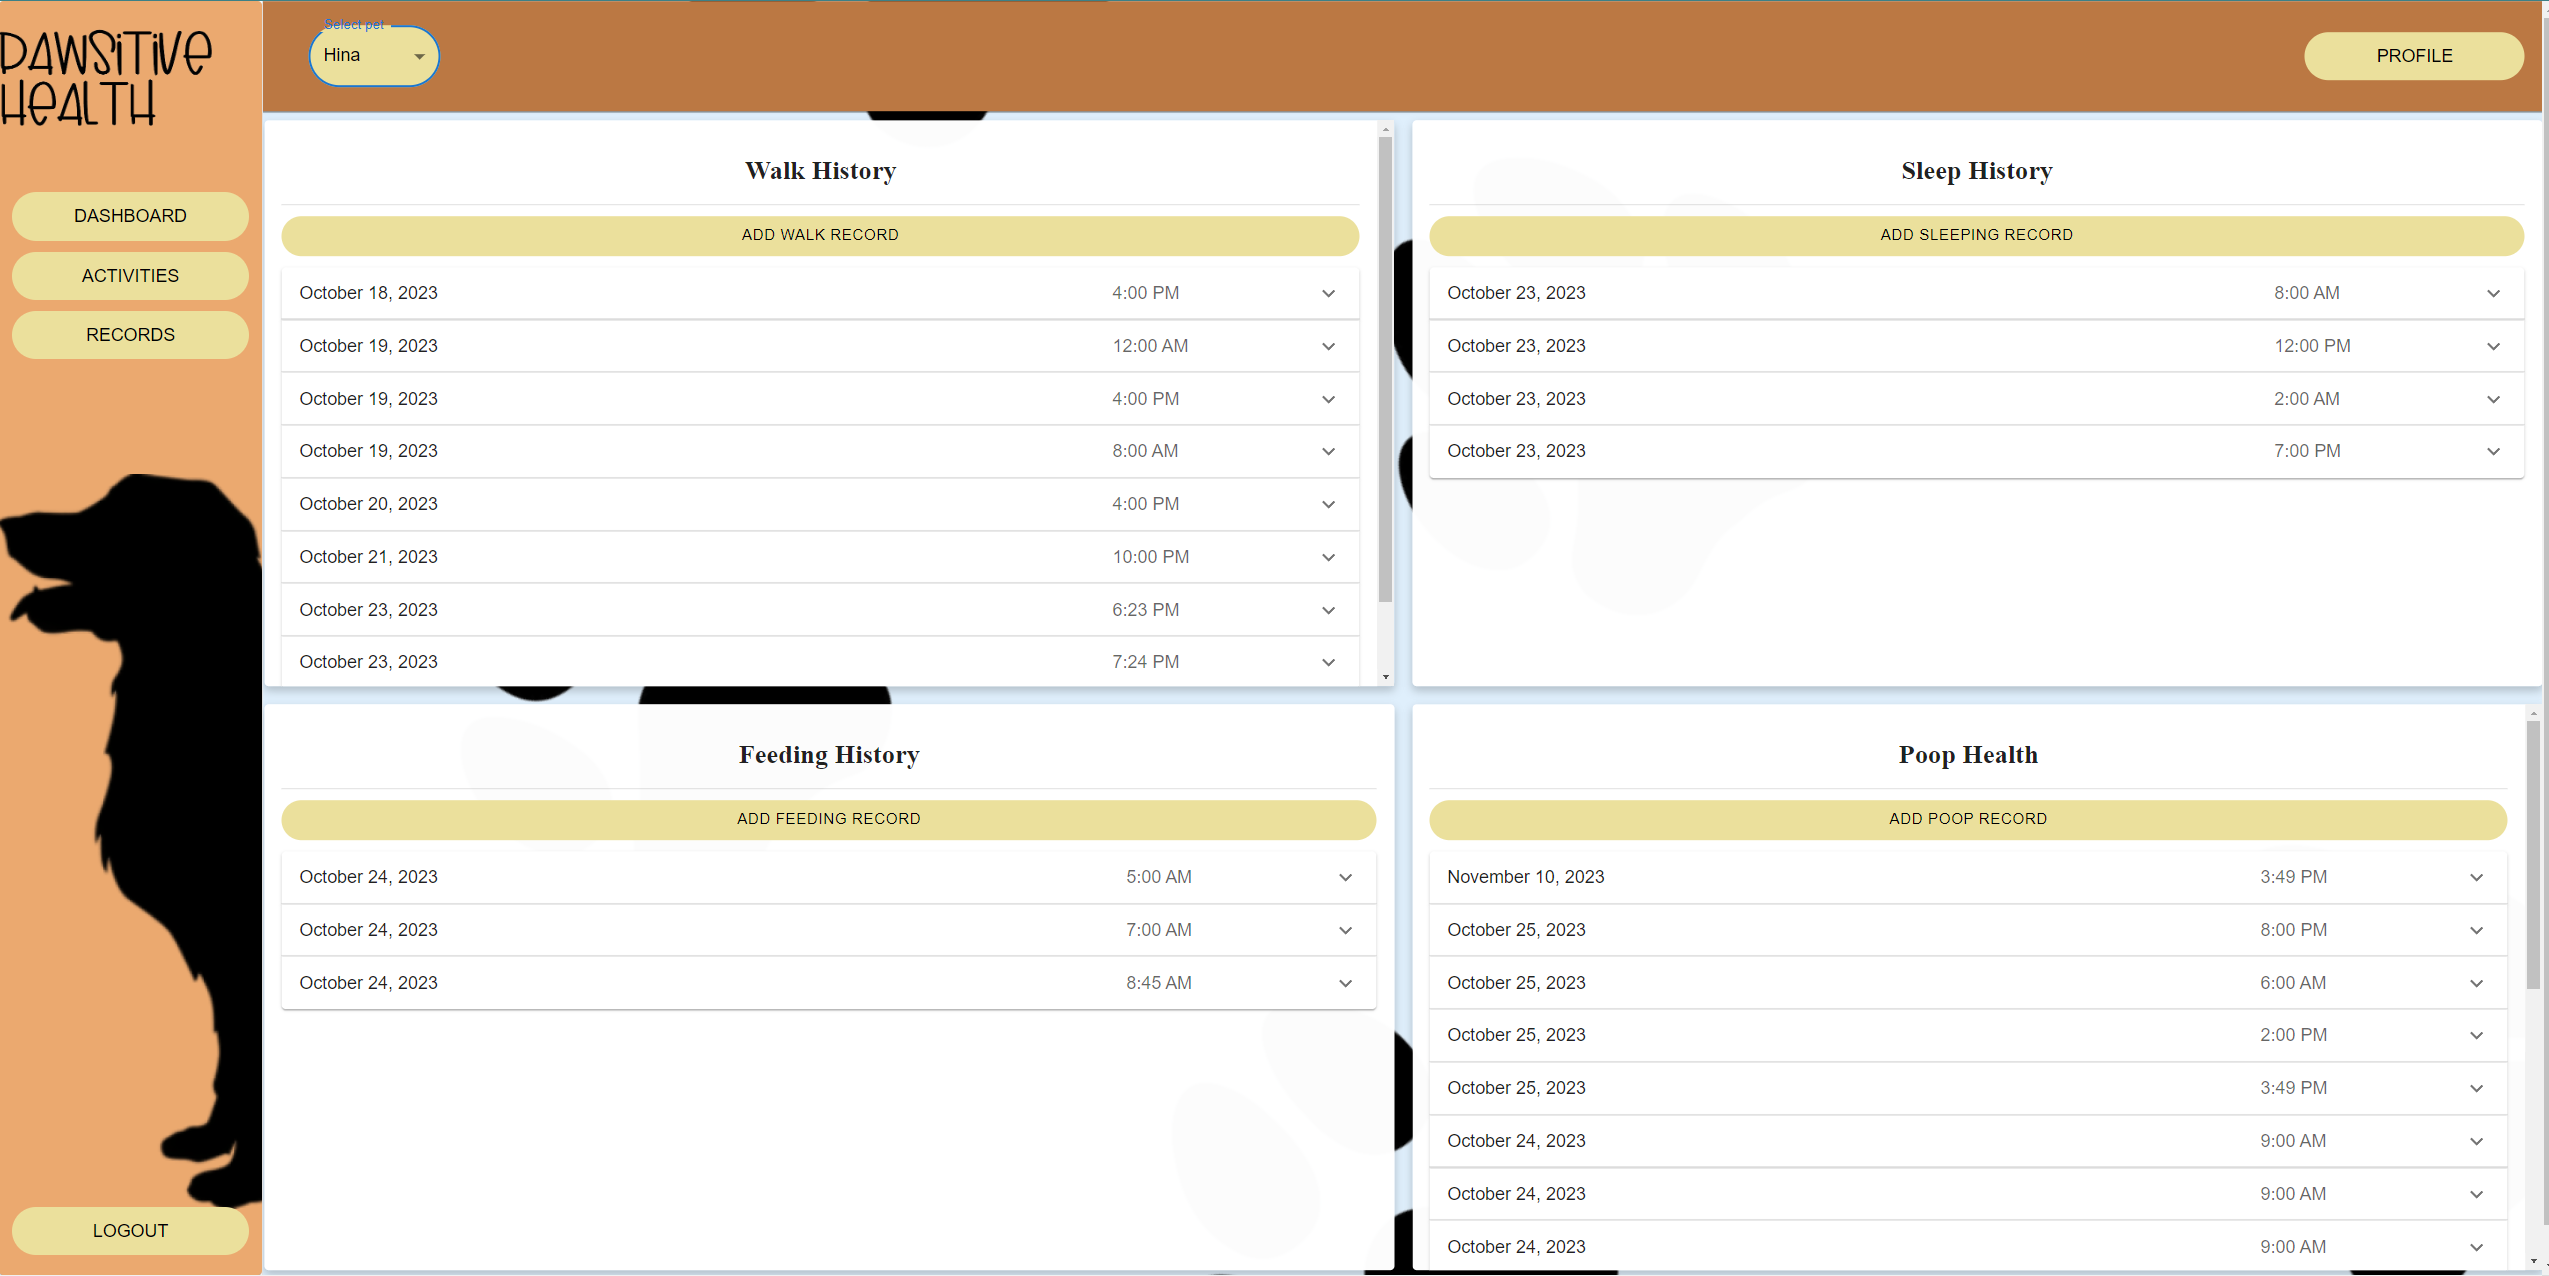 PAWSiTiVe
HeALTH
DASHBOARD
ACTIVITIES
RECORDS
LOGOUT
Select pet
Hina
PROFILE
Walk History
ADD WALK RECORD
October 18, 2023 4:00 PM
October 19, 2023 12:00 AM
October 19, 2023 4:00 PM
October 19, 2023 8:00 AM
October 20, 2023 4:00 PM
October 21, 2023 10:00 PM
October 23, 2023 6:23 PM
October 23, 2023 7:24 PM
Sleep History
ADD SLEEPING RECORD
October 23, 2023 8:00 AM
October 23, 2023 12:00 PM
October 23, 2023 2:00 AM
October 23, 2023 7:00 PM
Feeding History
ADD FEEDING RECORD
October 24, 2023 5:00 AM
October 24, 2023 7:00 AM
October 24, 2023 8:45 AM
Poop Health
ADD POOP RECORD
November 10, 2023 3:49 PM
October 25, 2023 8:00 PM
October 25, 2023 6:00 AM
October 25, 2023 2:00 PM
October 25, 2023 3:49 PM
October 24, 2023 9:00 AM
October 24, 2023 9:00 AM
October 24, 2023 9:00 AM